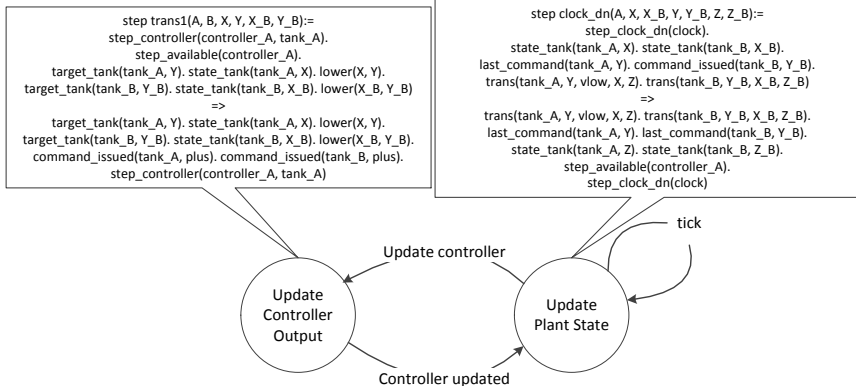 step trans1(A, B, X, Y, X_B, Y_B):=
step_controller(controller_A, tank_A).
step_available(controller_A).
target_tank(tank_A, Y). state_tank(tank_A, X). lower(X, Y).
target_tank(tank_B, Y_B). state_tank(tank_B, X_B). lower(X_B, Y_B)
=>
target_tank(tank_A, Y). state_tank(tank_A, X). lower(X, Y).
target_tank(tank_B, Y_B). state_tank(tank_B, X_B). lower(X_B, Y_B).
command_issued(tank_A, plus). command_issued(tank_B, plus).
step_controller(controller_A, tank_A)
step clock_dn(A, X, X_B, Y, Y_B, Z, Z_B):=
step_clock_dn(clock).
state_tank(tank_A, X). state_tank(tank_B, X_B).
last_command(tank_A, Y). command_issued(tank_B, Y_B).
trans(tank_A, Y, vlow, X, Z). trans(tank_B, Y_B, X_B, Z_B)
=>
trans(tank_A, Y, vlow, X, Z). trans(tank_B, Y_B, X_B, Z_B).
last_command(tank_A, Y). last_command(tank_B, Y_B).
state_tank(tank_A, Z). state_tank(tank_B, Z_B).
step_available(controller_A).
step_clock_dn(clock)
tick
Update controller
Update
Controller
Output
Update
Plant State
Controller updated